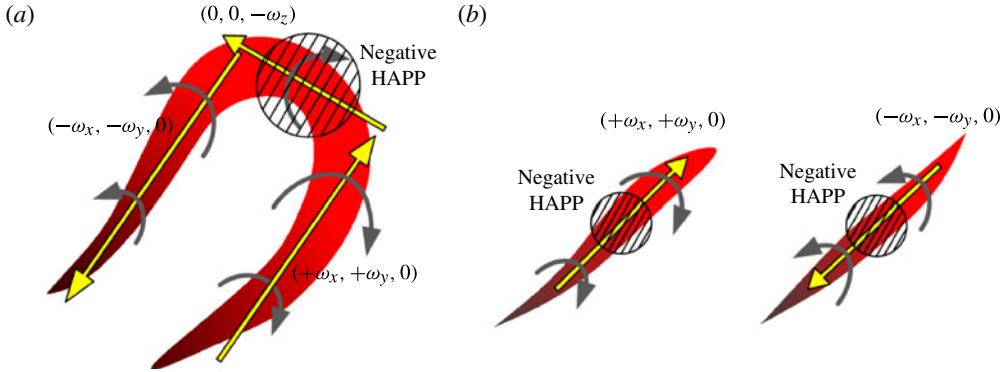 (a)
(0, 0, −ω_z)
Negative
HAPP
(−ω_x, −ω_y, 0)
(+ω_x, +ω_y, 0)
(b)
(+ω_x, +ω_y, 0)
Negative
HAPP
(−ω_x, −ω_y, 0)
Negative
HAPP